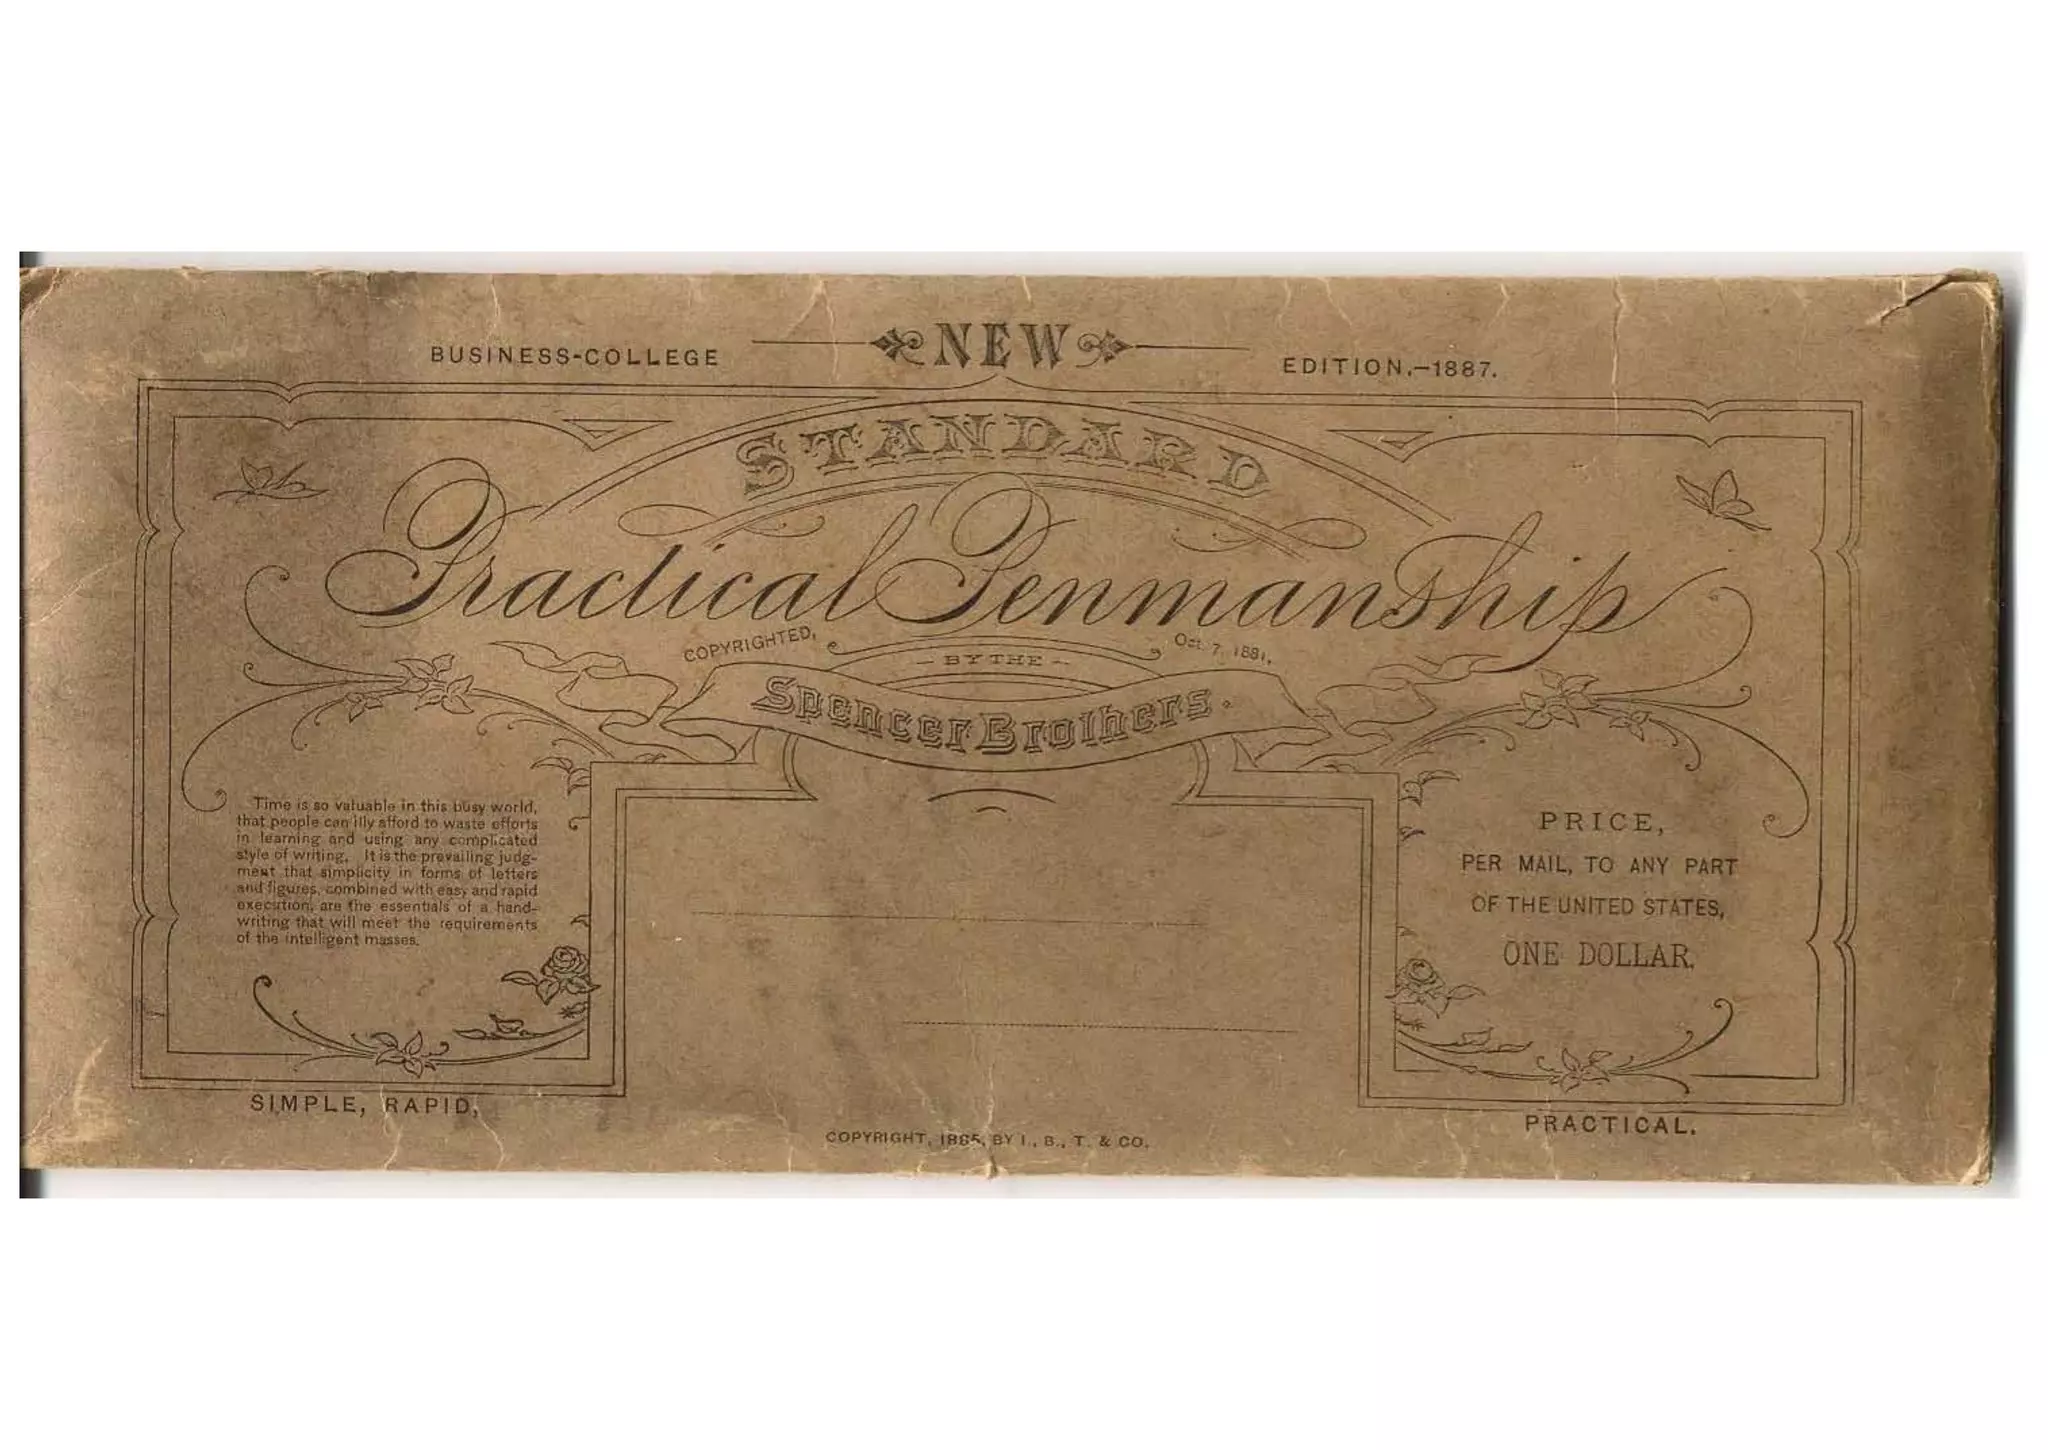 BUSINESS-COLLEGE NEW EDITION.—1887.
STANDARD
Practical Penmanship
COPYRIGHTED, Oct. 7, 1881,
— BY THE —
Spencer Brothers.
Time is so valuable in this busy world,
that people can illy afford to waste efforts
in learning and using any complicated
style of writing. It is the prevailing judg-
ment that simplicity in forms of letters
and figures, combined with easy and rapid
execution, are the essentials of a hand-
writing that will meet the requirements
of the intelligent masses.
PRICE,
PER MAIL, TO ANY PART
OF THE UNITED STATES,
ONE DOLLAR.
SIMPLE, RAPID, PRACTICAL.
COPYRIGHT, 1885, BY I., B., T. & CO.